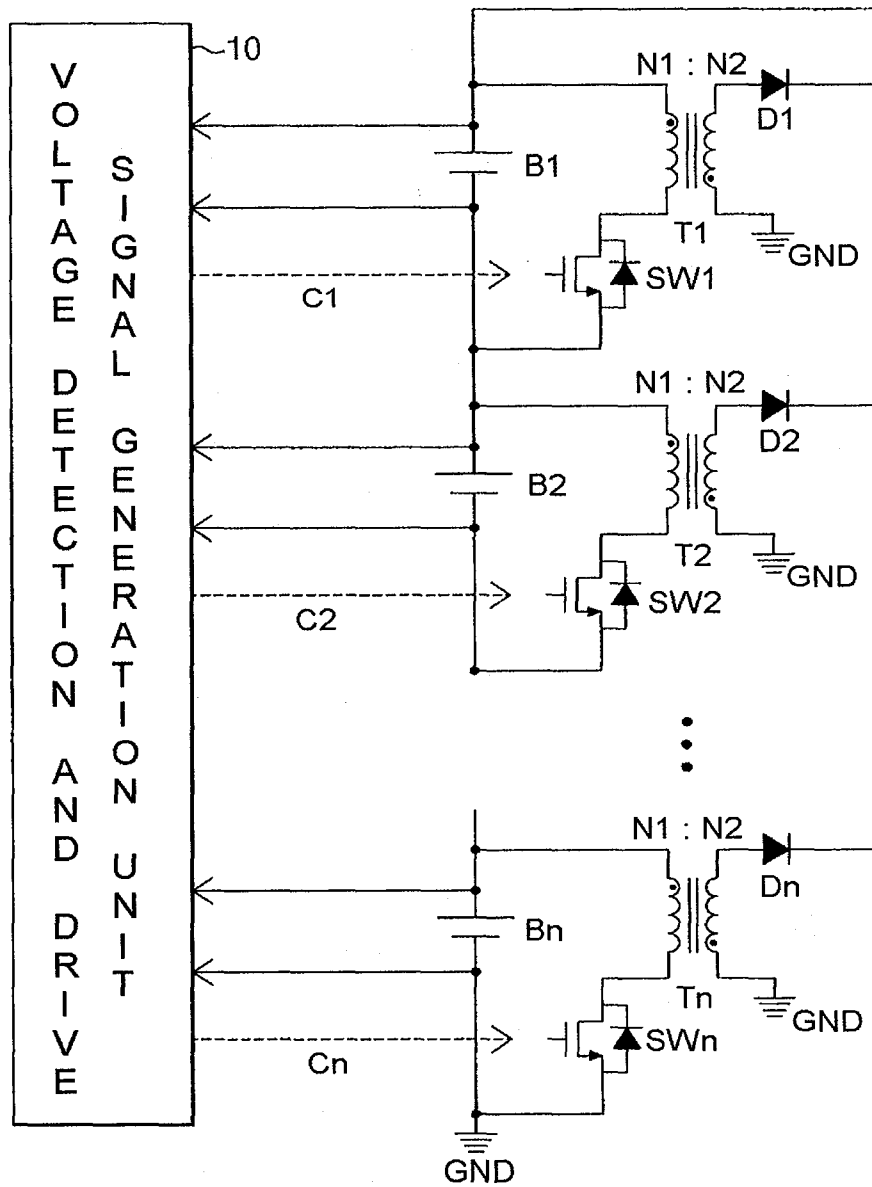 VOLTAGE DETECTION AND DRIVE
SIGNAL GENERATION UNIT
10
N1 : N2
D1
B1
T1
GND
C1
SW1
N1 : N2
D2
B2
T2
GND
C2
SW2
N1 : N2
Dn
Bn
Tn
GND
Cn
SWn
GND